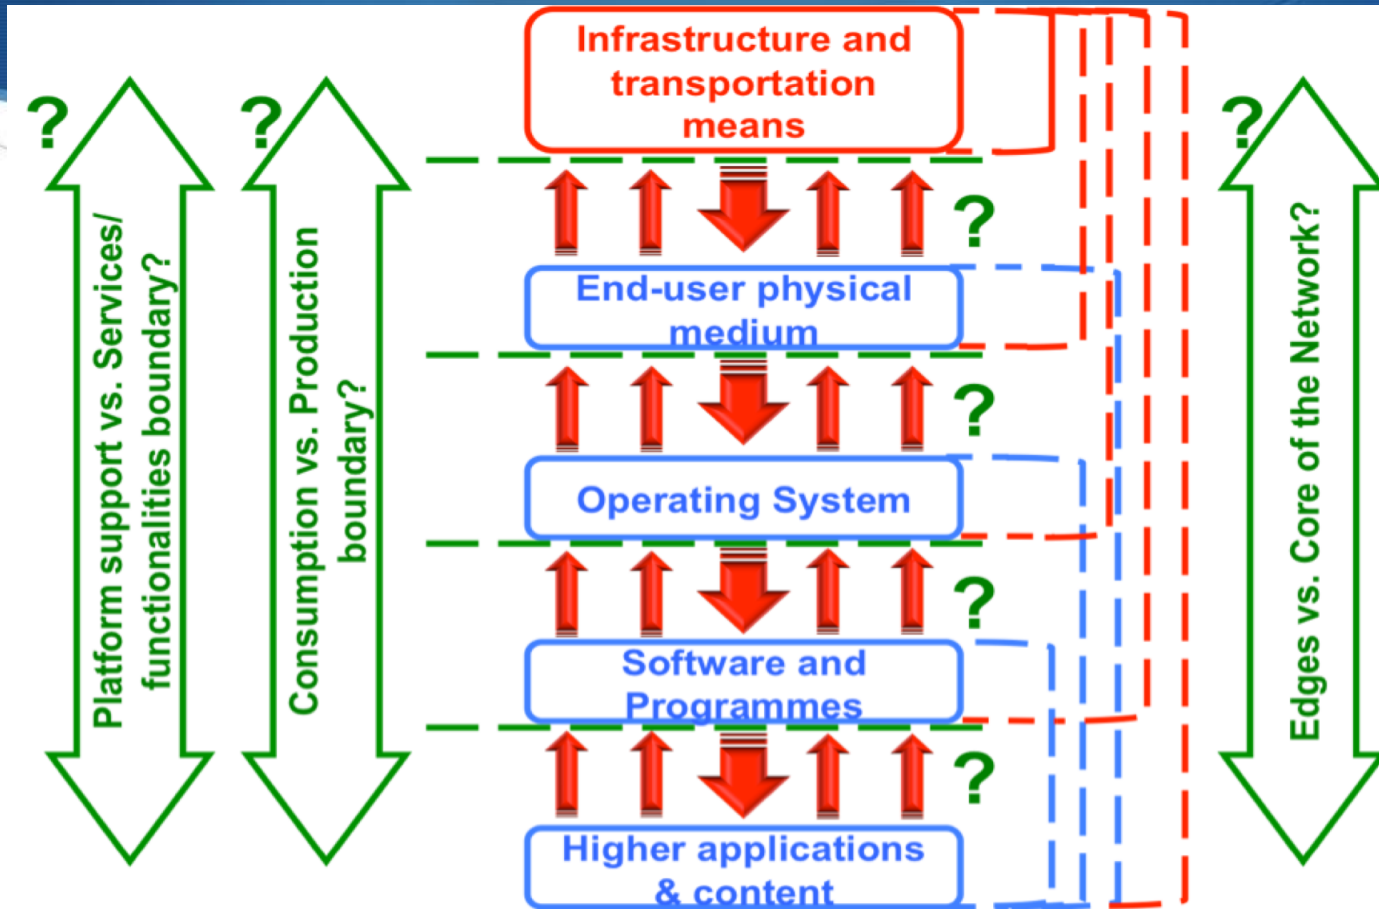 ?
Platform support vs. Services/
functionalities boundary?
?
Consumption vs. Production
boundary?
Infrastructure and
transportation
means
?
End-user physical
medium
?
Operating System
?
Software and
Programmes
?
Higher applications
& content
?
Edges vs. Core of the Network?